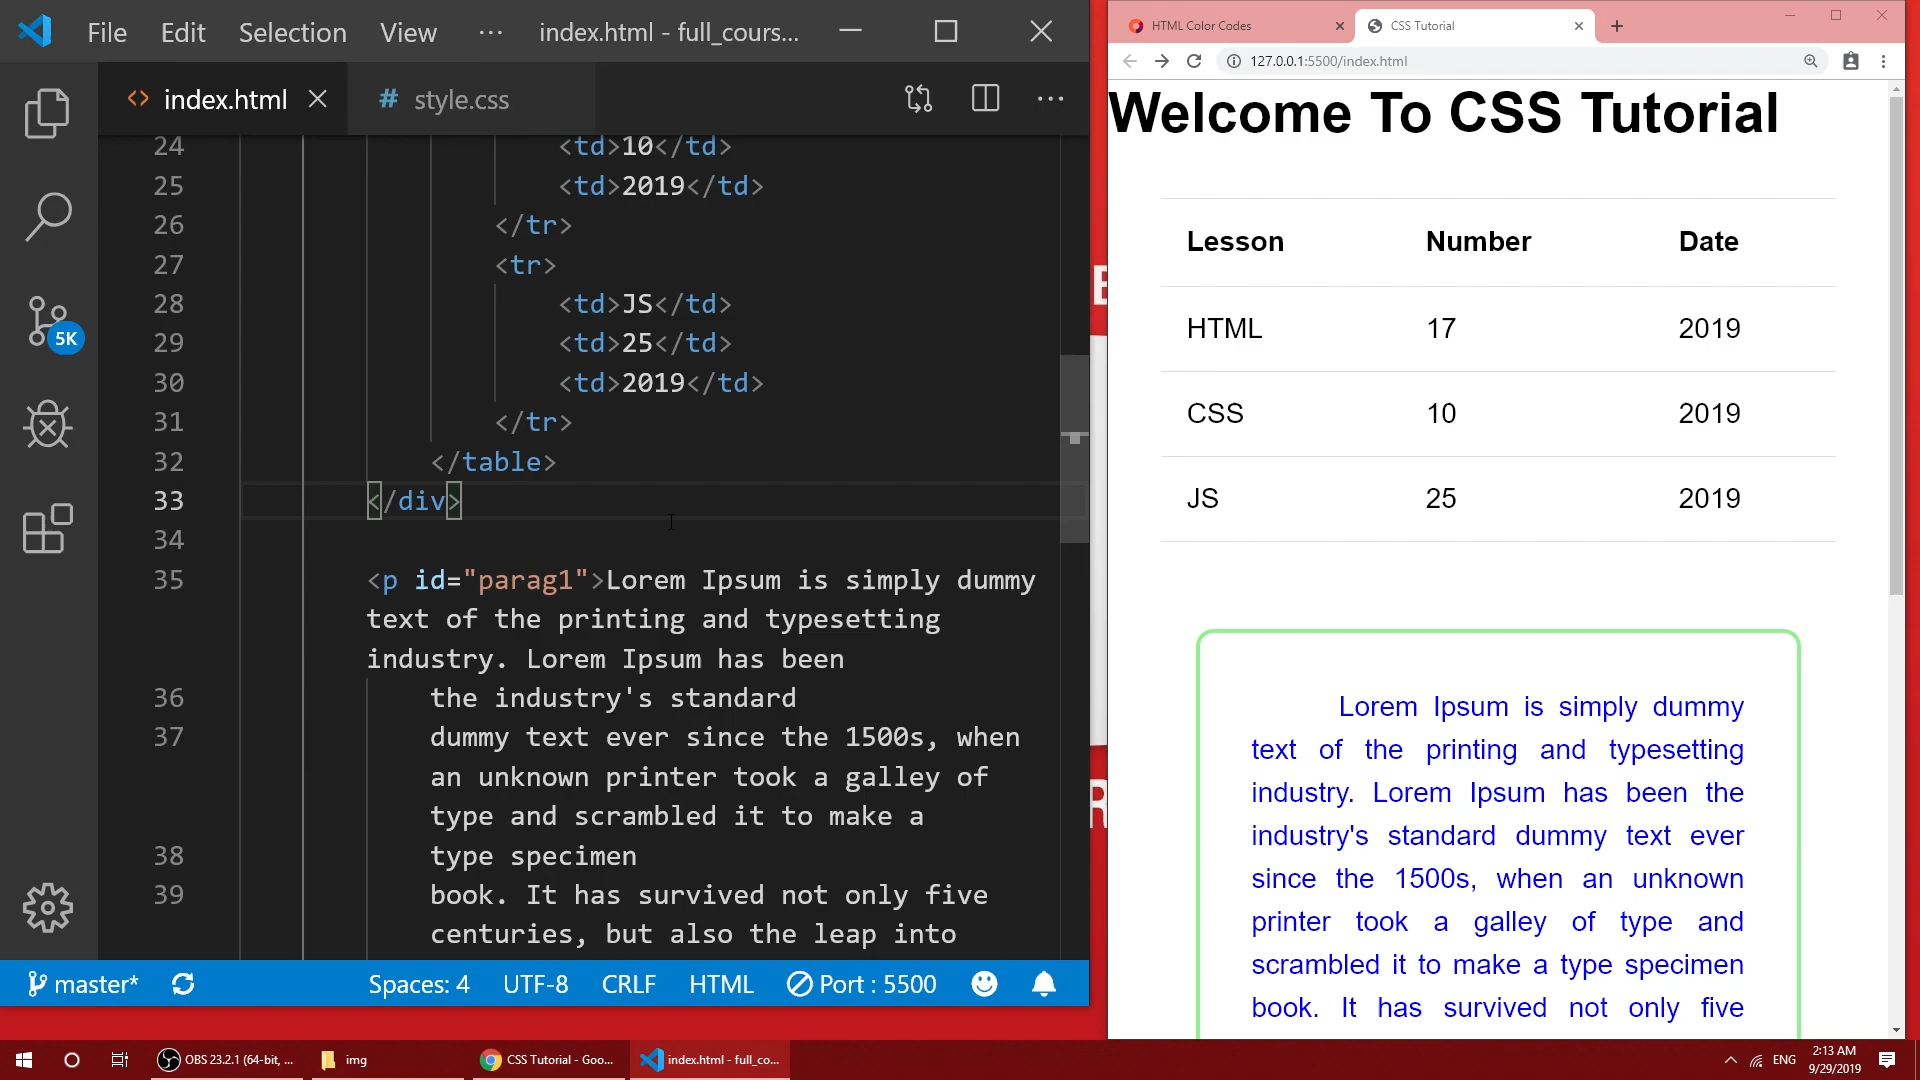 File Edit Selection View ··· index.html - full_cours...
index.html # style.css ···
24 <td>10</td>
25 <td>2019</td>
26 </tr>
27 <tr>
28 <td>JS</td>
29 <td>25</td>
30 <td>2019</td>
31 </tr>
32 </table>
33 </div>
34
35 <p id="parag1">Lorem Ipsum is simply dummy
text of the printing and typesetting
industry. Lorem Ipsum has been
36 the industry's standard
37 dummy text ever since the 1500s, when
an unknown printer took a galley of
type and scrambled it to make a
38 type specimen
39 book. It has survived not only five
centuries, but also the leap into
5K
master* Spaces: 4 UTF-8 CRLF HTML Port : 5500
HTML Color Codes CSS Tutorial
127.0.0.1:5500/index.html
Welcome To CSS Tutorial
Lesson Number Date
HTML 17 2019
CSS 10 2019
JS 25 2019
Lorem Ipsum is simply dummy
text of the printing and typesetting
industry. Lorem Ipsum has been the
industry's standard dummy text ever
since the 1500s, when an unknown
printer took a galley of type and
scrambled it to make a type specimen
book. It has survived not only five
OBS 23.2.1 (64-bit, ... img CSS Tutorial - Goo... index.html - full_co... ENG 2:13 AM
9/29/2019